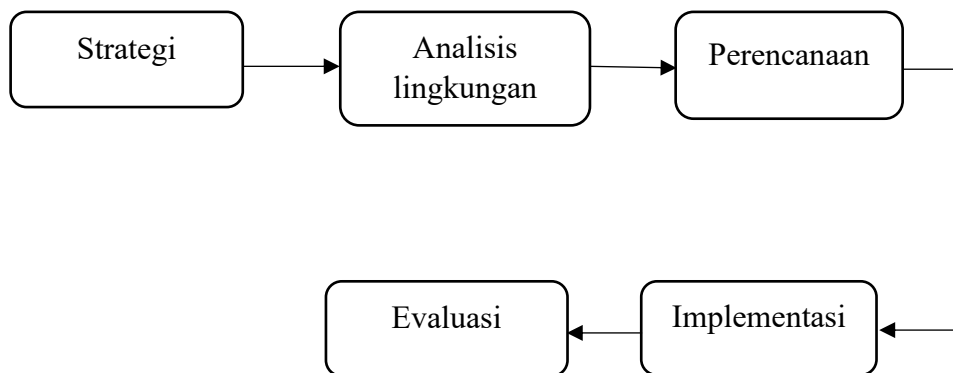 Strategi
Analisis
lingkungan
Perencanaan
Implementasi
Evaluasi